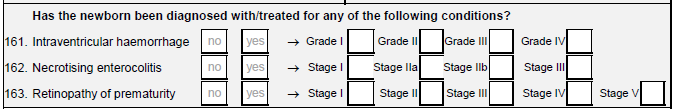 Has the newborn been diagnosed with/treated for any of the following conditions?
161. Intraventricular haemorrhage no yes → Grade I Grade II Grade III Grade IV
162. Necrotising enterocolitis no yes → Stage I Stage IIa Stage IIb Stage III
163. Retinopathy of prematurity no yes → Stage I Stage II Stage III Stage IV Stage V